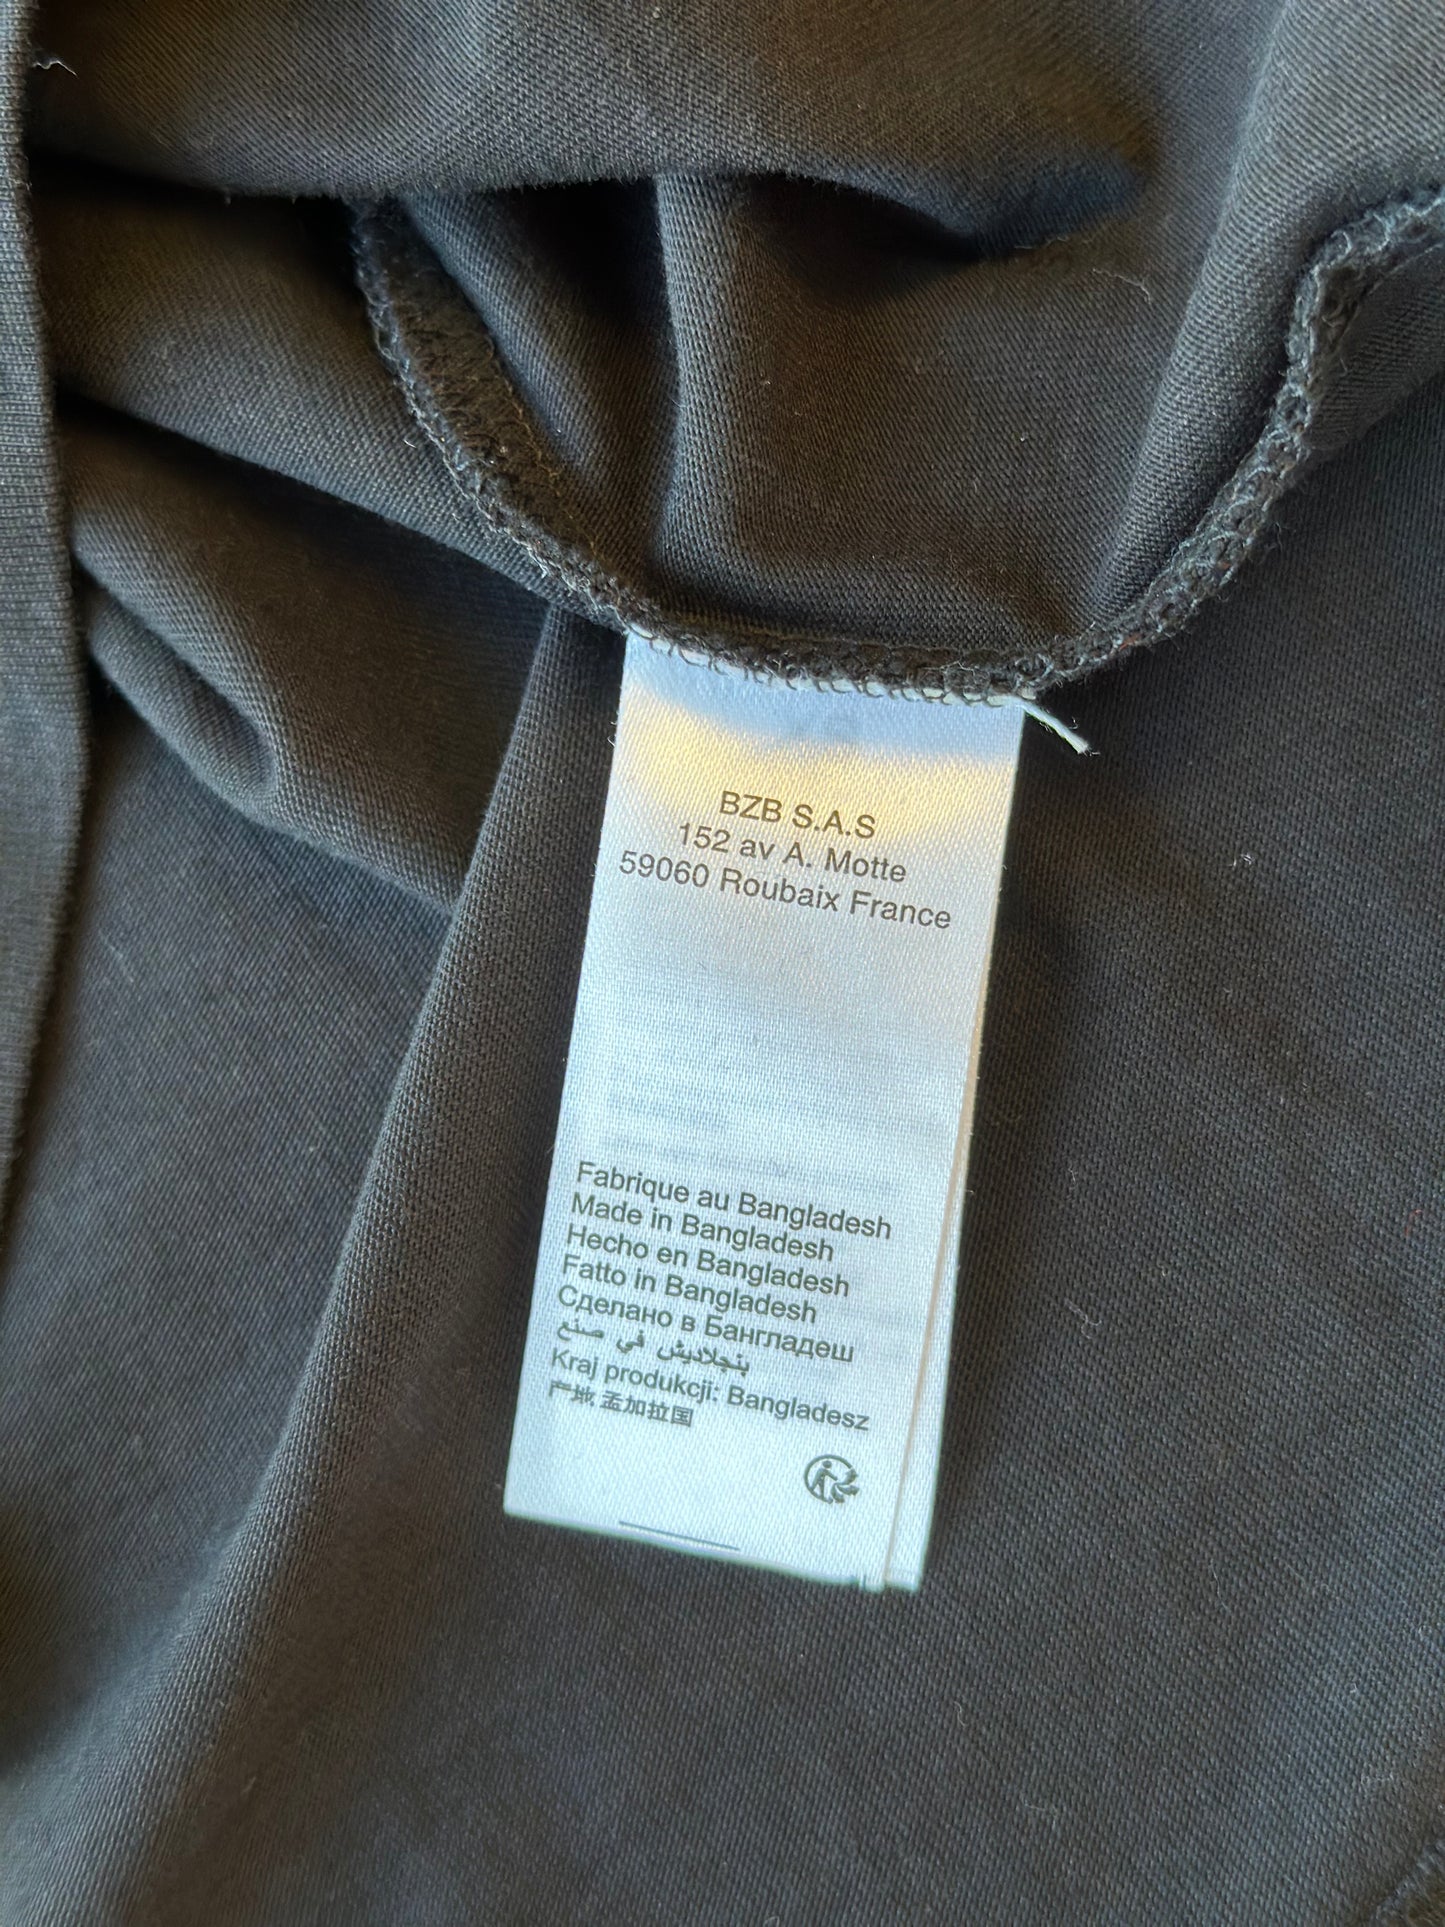 BZB S.A.S
152 av A. Motte
59060 Roubaix France
Fabrique au Bangladesh
Made in Bangladesh
Hecho en Bangladesh
Fatto in Bangladesh
Сделано в Бангладеш
بنجلاديش في صنع
Kraj produkcji: Bangladesz
产地 孟加拉国